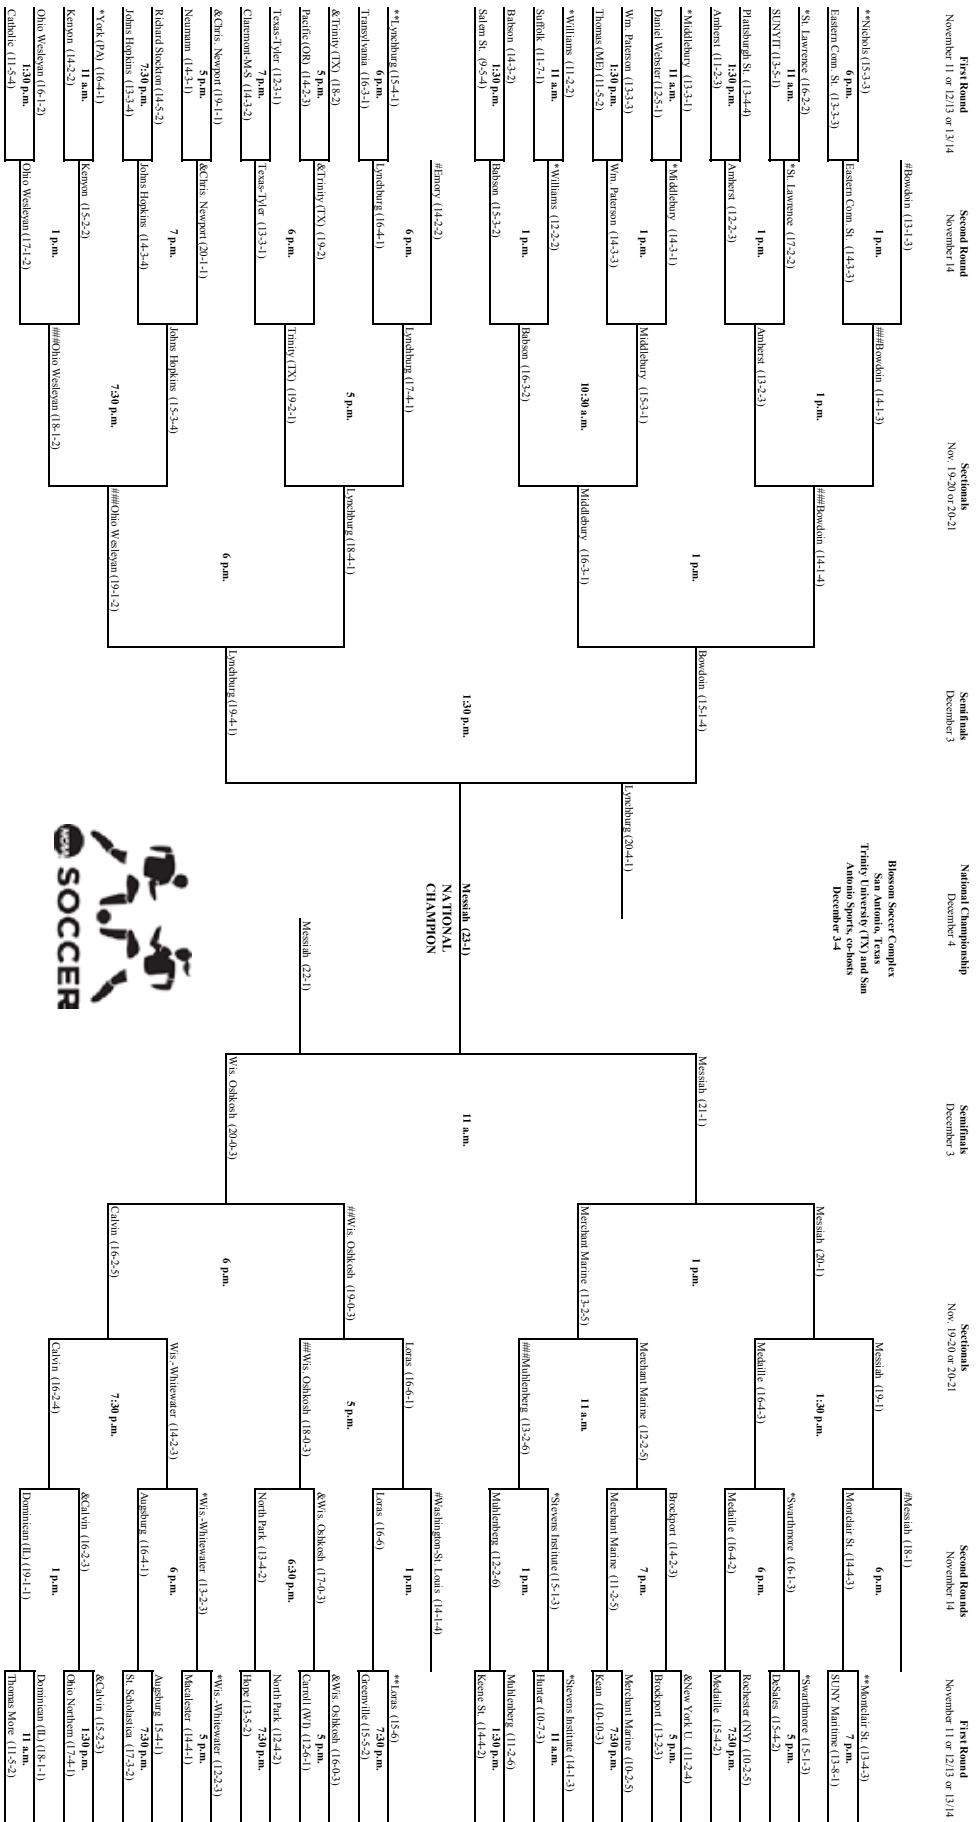 First Round
November 11 or 12/13 or 13/14
**Nichols (15-3-3)
6 p.m.
Eastern Conn. St. (13-3-3)
*St. Lawrence (16-2-2)
11 a.m.
SUNYIT (13-5-1)
Plattsburgh St. (13-4-4)
1:30 p.m.
Amherst (11-2-3)
*Middlebury (13-3-1)
11 a.m.
Daniel Webster (12-5-1)
Wm. Paterson (13-3-3)
1:30 p.m.
Thomas (ME) (11-5-2)
*Williams (11-2-2)
11 a.m.
Suffolk (11-7-1)
Babson (14-3-2)
1:30 p.m.
Salem St. (9-5-4)
**Lynchburg (15-4-1)
6 p.m.
Transylvania (16-3-1)
&Trinity (TX) (18-2)
5 p.m.
Pacific (OR) (14-2-3)
Texas-Tyler (12-3-1)
7 p.m.
Claremont-M-S (14-3-2)
&Chris. Newport (19-1-1)
5 p.m.
Neumann (14-3-1)
Richard Stockton (14-5-2)
7:30 p.m.
Johns Hopkins (13-3-4)
*York (PA) (16-4-1)
11 a.m.
Kenyon (14-2-2)
Ohio Wesleyan (16-1-2)
1:30 p.m.
Catholic (11-5-4)
Second Round
November 14
#Bowdoin (13-1-3)
1 p.m.
Eastern Conn. St. (14-3-3)
*St. Lawrence (17-2-2)
1 p.m.
Amherst (12-2-3)
*Middlebury (14-3-1)
1 p.m.
Wm. Paterson (14-3-3)
*Williams (12-2-2)
1 p.m.
Babson (15-3-2)
#Emory (14-2-2)
6 p.m.
Lynchburg (16-4-1)
&Trinity (TX) (19-2)
6 p.m.
Texas-Tyler (13-3-1)
&Chris. Newport (20-1-1)
7 p.m.
Johns Hopkins (14-3-4)
Kenyon (15-2-2)
1 p.m.
Ohio Wesleyan (17-1-2)
Sectionals
Nov. 19-20 or 20-21
###Bowdoin (14-1-3)
1 p.m.
Amherst (13-2-3)
Middlebury (15-3-1)
10:30 a.m.
Babson (16-3-2)
Lynchburg (17-4-1)
5 p.m.
Trinity (TX) (19-2-1)
Johns Hopkins (15-3-4)
7:30 p.m.
###Ohio Wesleyan (18-1-2)
###Bowdoin (14-1-4)
1 p.m.
Middlebury (16-3-1)
Lynchburg (18-4-1)
6 p.m.
###Ohio Wesleyan (19-1-2)
Semifinals
December 3
Bowdoin (15-1-4)
1:30 p.m.
Lynchburg (19-4-1)
National Championship
December 4
Blossom Soccer Complex
San Antonio, Texas
Trinity University (TX) and San
Antonio Sports, co-hosts
December 3-4
Lynchburg (20-4-1)
Messiah (23-1)
NATIONAL
CHAMPION
Messiah (22-1)
NCAA SOCCER
Semifinals
December 3
Messiah (21-1)
11 a.m.
Wis. Oshkosh (20-0-3)
Sectionals
Nov. 19-20 or 20-21
Messiah (20-1)
1 p.m.
Merchant Marine (13-2-5)
##Wis. Oshkosh (19-0-3)
6 p.m.
Calvin (16-2-5)
Messiah (19-1)
1:30 p.m.
Medaille (16-4-3)
Merchant Marine (12-2-5)
11 a.m.
###Muhlenberg (13-2-6)
Loras (16-6-1)
5 p.m.
##Wis. Oshkosh (18-0-3)
Wis.-Whitewater (14-2-3)
7:30 p.m.
Calvin (16-2-4)
Second Rounds
November 14
#Messiah (18-1)
6 p.m.
Montclair St. (14-4-3)
*Swarthmore (16-1-3)
6 p.m.
Medaille (16-4-2)
Brockport (14-2-3)
7 p.m.
Merchant Marine (11-2-5)
*Stevens Institute (15-1-3)
1 p.m.
Muhlenberg (12-2-6)
#Washington-St. Louis (14-1-4)
1 p.m.
Loras (16-6)
&Wis. Oshkosh (17-0-3)
6:30 p.m.
North Park (13-4-2)
*Wis.-Whitewater (13-2-3)
6 p.m.
Augsburg (16-4-1)
&Calvin (16-2-3)
1 p.m.
Dominican (IL) (19-1-1)
First Round
November 11 or 12/13 or 13/14
**Montclair St. (13-4-3)
7 p.m.
SUNY Maritime (13-8-1)
*Swarthmore (15-1-3)
5 p.m.
DeSales (15-4-2)
Rochester (NY) (10-2-5)
7:30 p.m.
Medaille (15-4-2)
&New York U. (11-2-4)
5 p.m.
Brockport (13-2-3)
Merchant Marine (10-2-5)
7:30 p.m.
Kean (10-10-3)
*Stevens Institute (14-1-3)
11 a.m.
Hunter (10-7-3)
Muhlenberg (11-2-6)
1:30 p.m.
Keene St. (14-4-2)
**Loras (15-6)
7:30 p.m.
Greenville (15-5-2)
&Wis. Oshkosh (16-0-3)
5 p.m.
Carroll (WI) (12-6-1)
North Park (12-4-2)
7:30 p.m.
Hope (13-5-2)
*Wis.-Whitewater (12-2-3)
5 p.m.
Macalester (14-4-1)
Augsburg 15-4-1)
7:30 p.m.
St. Scholastica (17-3-2)
&Calvin (15-2-3)
1:30 p.m.
Ohio Northern (17-4-1)
Dominican (IL) (18-1-1)
11 a.m.
Thomas More (11-5-2)